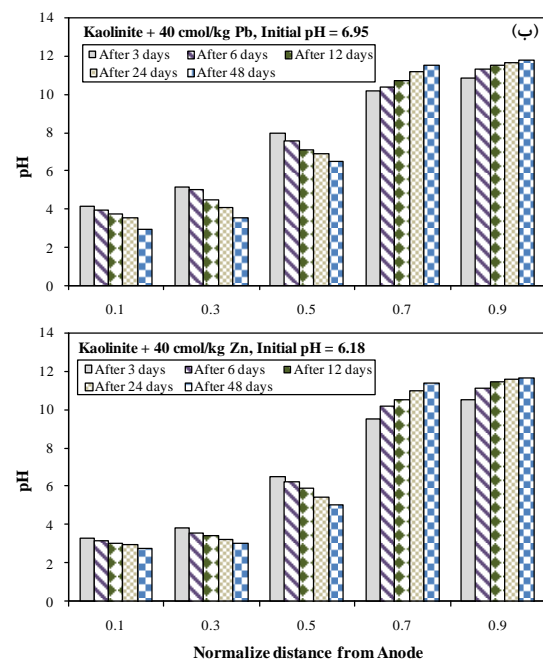 Kaolinite + 40 cmol/kg Pb, Initial pH = 6.95
(ب)
After 3 days
After 6 days
After 12 days
After 24 days
After 48 days
pH
14
12
10
8
6
4
2
0
0.1 0.3 0.5 0.7 0.9
Kaolinite + 40 cmol/kg Zn, Initial pH = 6.18
After 3 days
After 6 days
After 12 days
After 24 days
After 48 days
pH
14
12
10
8
6
4
2
0
0.1 0.3 0.5 0.7 0.9
Normalize distance from Anode